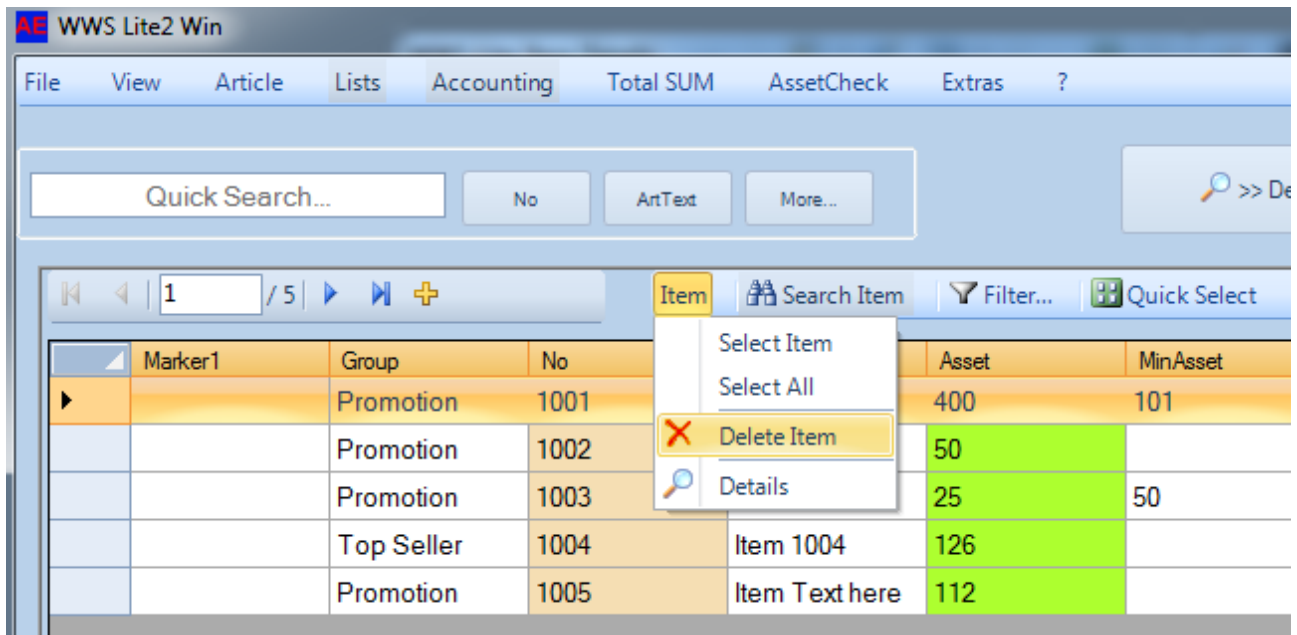 AE WWS Lite2 Win
File View Article Lists Accounting Total SUM AssetCheck Extras ?
Quick Search... No ArtText More... >> De
1 / 5 Item Search Item Filter... Quick Select
Select Item
Select All
Delete Item
Details
Marker1 Group No Asset MinAsset
Promotion 1001 400 101
Promotion 1002 50
Promotion 1003 25 50
Top Seller 1004 Item 1004 126
Promotion 1005 Item Text here 112